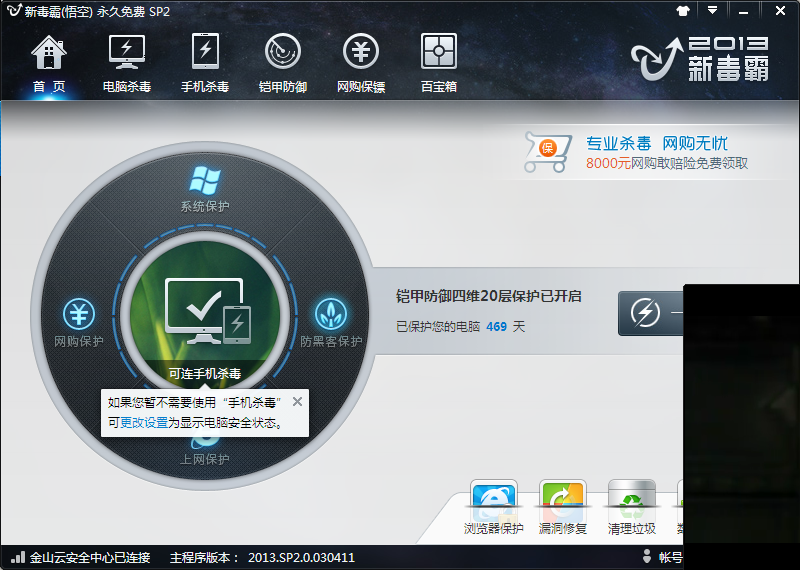 新毒霸(悟空) 永久免费 SP2
首 页
电脑杀毒
手机杀毒
铠甲防御
网购保镖
百宝箱
2013
新毒霸
保
专业杀毒 网购无忧
8000元网购敢赔险免费领取
系统保护
网购保护
防黑客保护
可连手机杀毒
如果您暂不需要使用“手机杀毒”
可更改设置为显示电脑安全状态。
上网保护
铠甲防御四维20层保护已开启
已保护您的电脑 469 天
浏览器保护
漏洞修复
清理垃圾
金山云安全中心已连接
主程序版本： 2013.SP2.0.030411
帐号